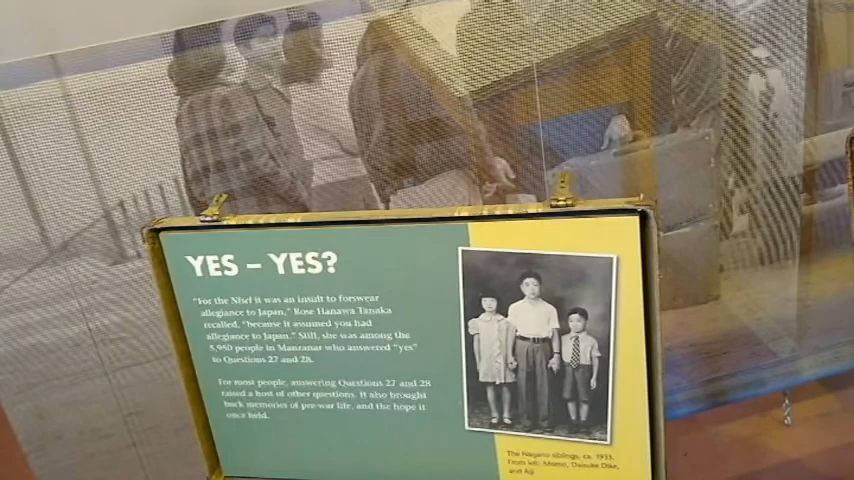 YES – YES?
"For the Nisei it was an insult to forswear
allegiance to Japan," Rose Hanawa Tanaka
recalled, "because it assumed you had
allegiance to Japan." Still, she was among the
5,950 people in Manzanar who answered "yes"
to Questions 27 and 28.
For most people, answering Questions 27 and 28
raised a host of other questions. It also brought
back memories of pre-war life, and the hope it
once held.
The Nagano siblings, ca. 1933.
From left: Momo, Daisuke Dike,
and Aji